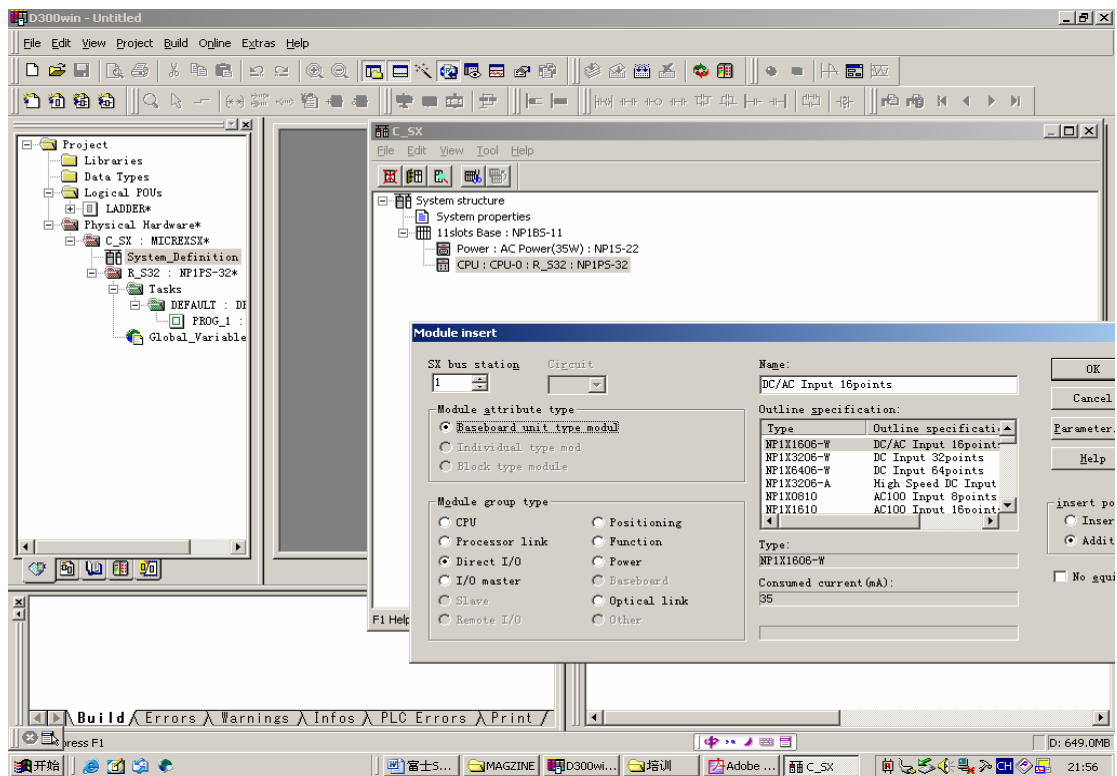 D300win - Untitled
File Edit View Project Build Online Extras Help
Project
Libraries
Data Types
Logical POUs
LADDER*
Physical Hardware*
C_SX : MICREXSX*
System_Definition
R_S32 : NP1PS-32*
Tasks
DEFAULT : DE
PROG_1 :
Global_Variable
C_SX
File Edit View Tool Help
System structure
System properties
11slots Base : NP1BS-11
Power : AC Power(35W) : NP1S-22
CPU : CPU-0 : R_S32 : NP1PS-32
F1 Help
Module insert
SX bus station
Circuit
1
Module attribute type
Baseboard unit type modul
Individual type mod
Block type module
Module group type
CPU
Positioning
Processor link
Function
Direct I/O
Power
I/O master
Baseboard
Slave
Optical link
Remote I/O
Other
Name:
DC/AC Input 16points
Outline specification:
Type Outline specificati
NP1X1606-W DC/AC Input 16point
NP1X3206-W DC Input 32points
NP1X6406-W DC Input 64points
NP1X3206-A High Speed DC Input
NP1X0810 AC100 Input 8points
NP1X1610 AC100 Input 16point
Type:
NP1X1606-W
Consumed current(mA):
35
OK
Cancel
Parameter.
Help
insert po
Inser
Addit
No equi
Build Errors Warnings Infos PLC Errors Print
press F1
中
D: 649.0MB
开始
富士S...
MAGZINE
D300wi...
培训
Adobe ...
C_SX
CH
21:56